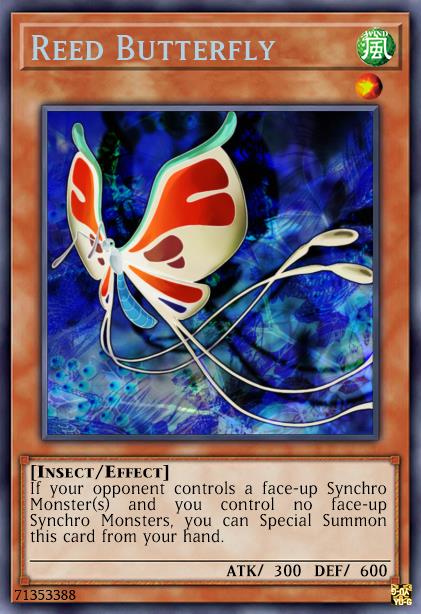 Reed Butterfly
WIND
風
[Insect/Effect]
If your opponent controls a face-up Synchro
Monster(s) and you control no face-up
Synchro Monsters, you can Special Summon
this card from your hand.
ATK/ 300 DEF/ 600
71353388